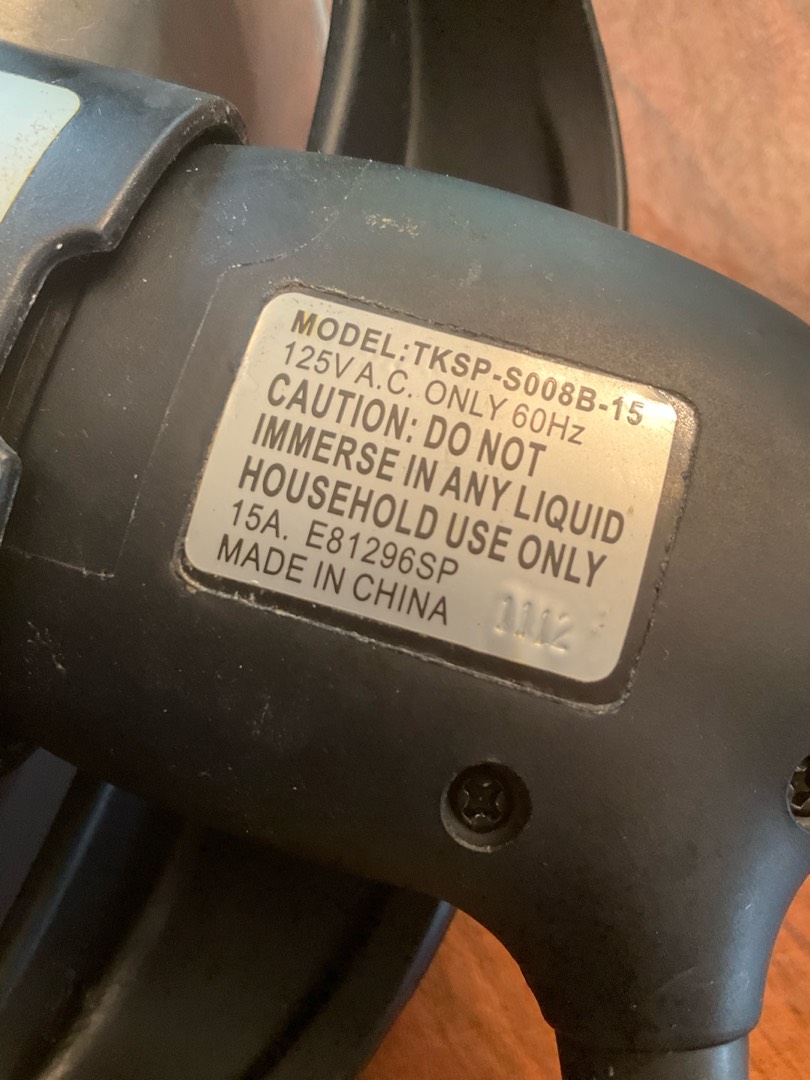 MODEL:TKSP-S008B-15
125V A.C. ONLY 60Hz
CAUTION: DO NOT
IMMERSE IN ANY LIQUID
HOUSEHOLD USE ONLY
15A. E81296SP
MADE IN CHINA 1112